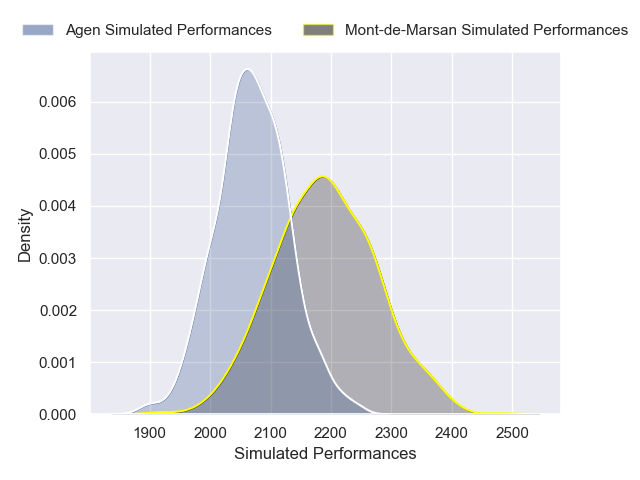 Agen Simulated Performances
Mont-de-Marsan Simulated Performances
Density
0.006
0.005
0.004
0.003
0.002
0.001
0.000
1900 2000 2100 2200 2300 2400 2500
Simulated Performances